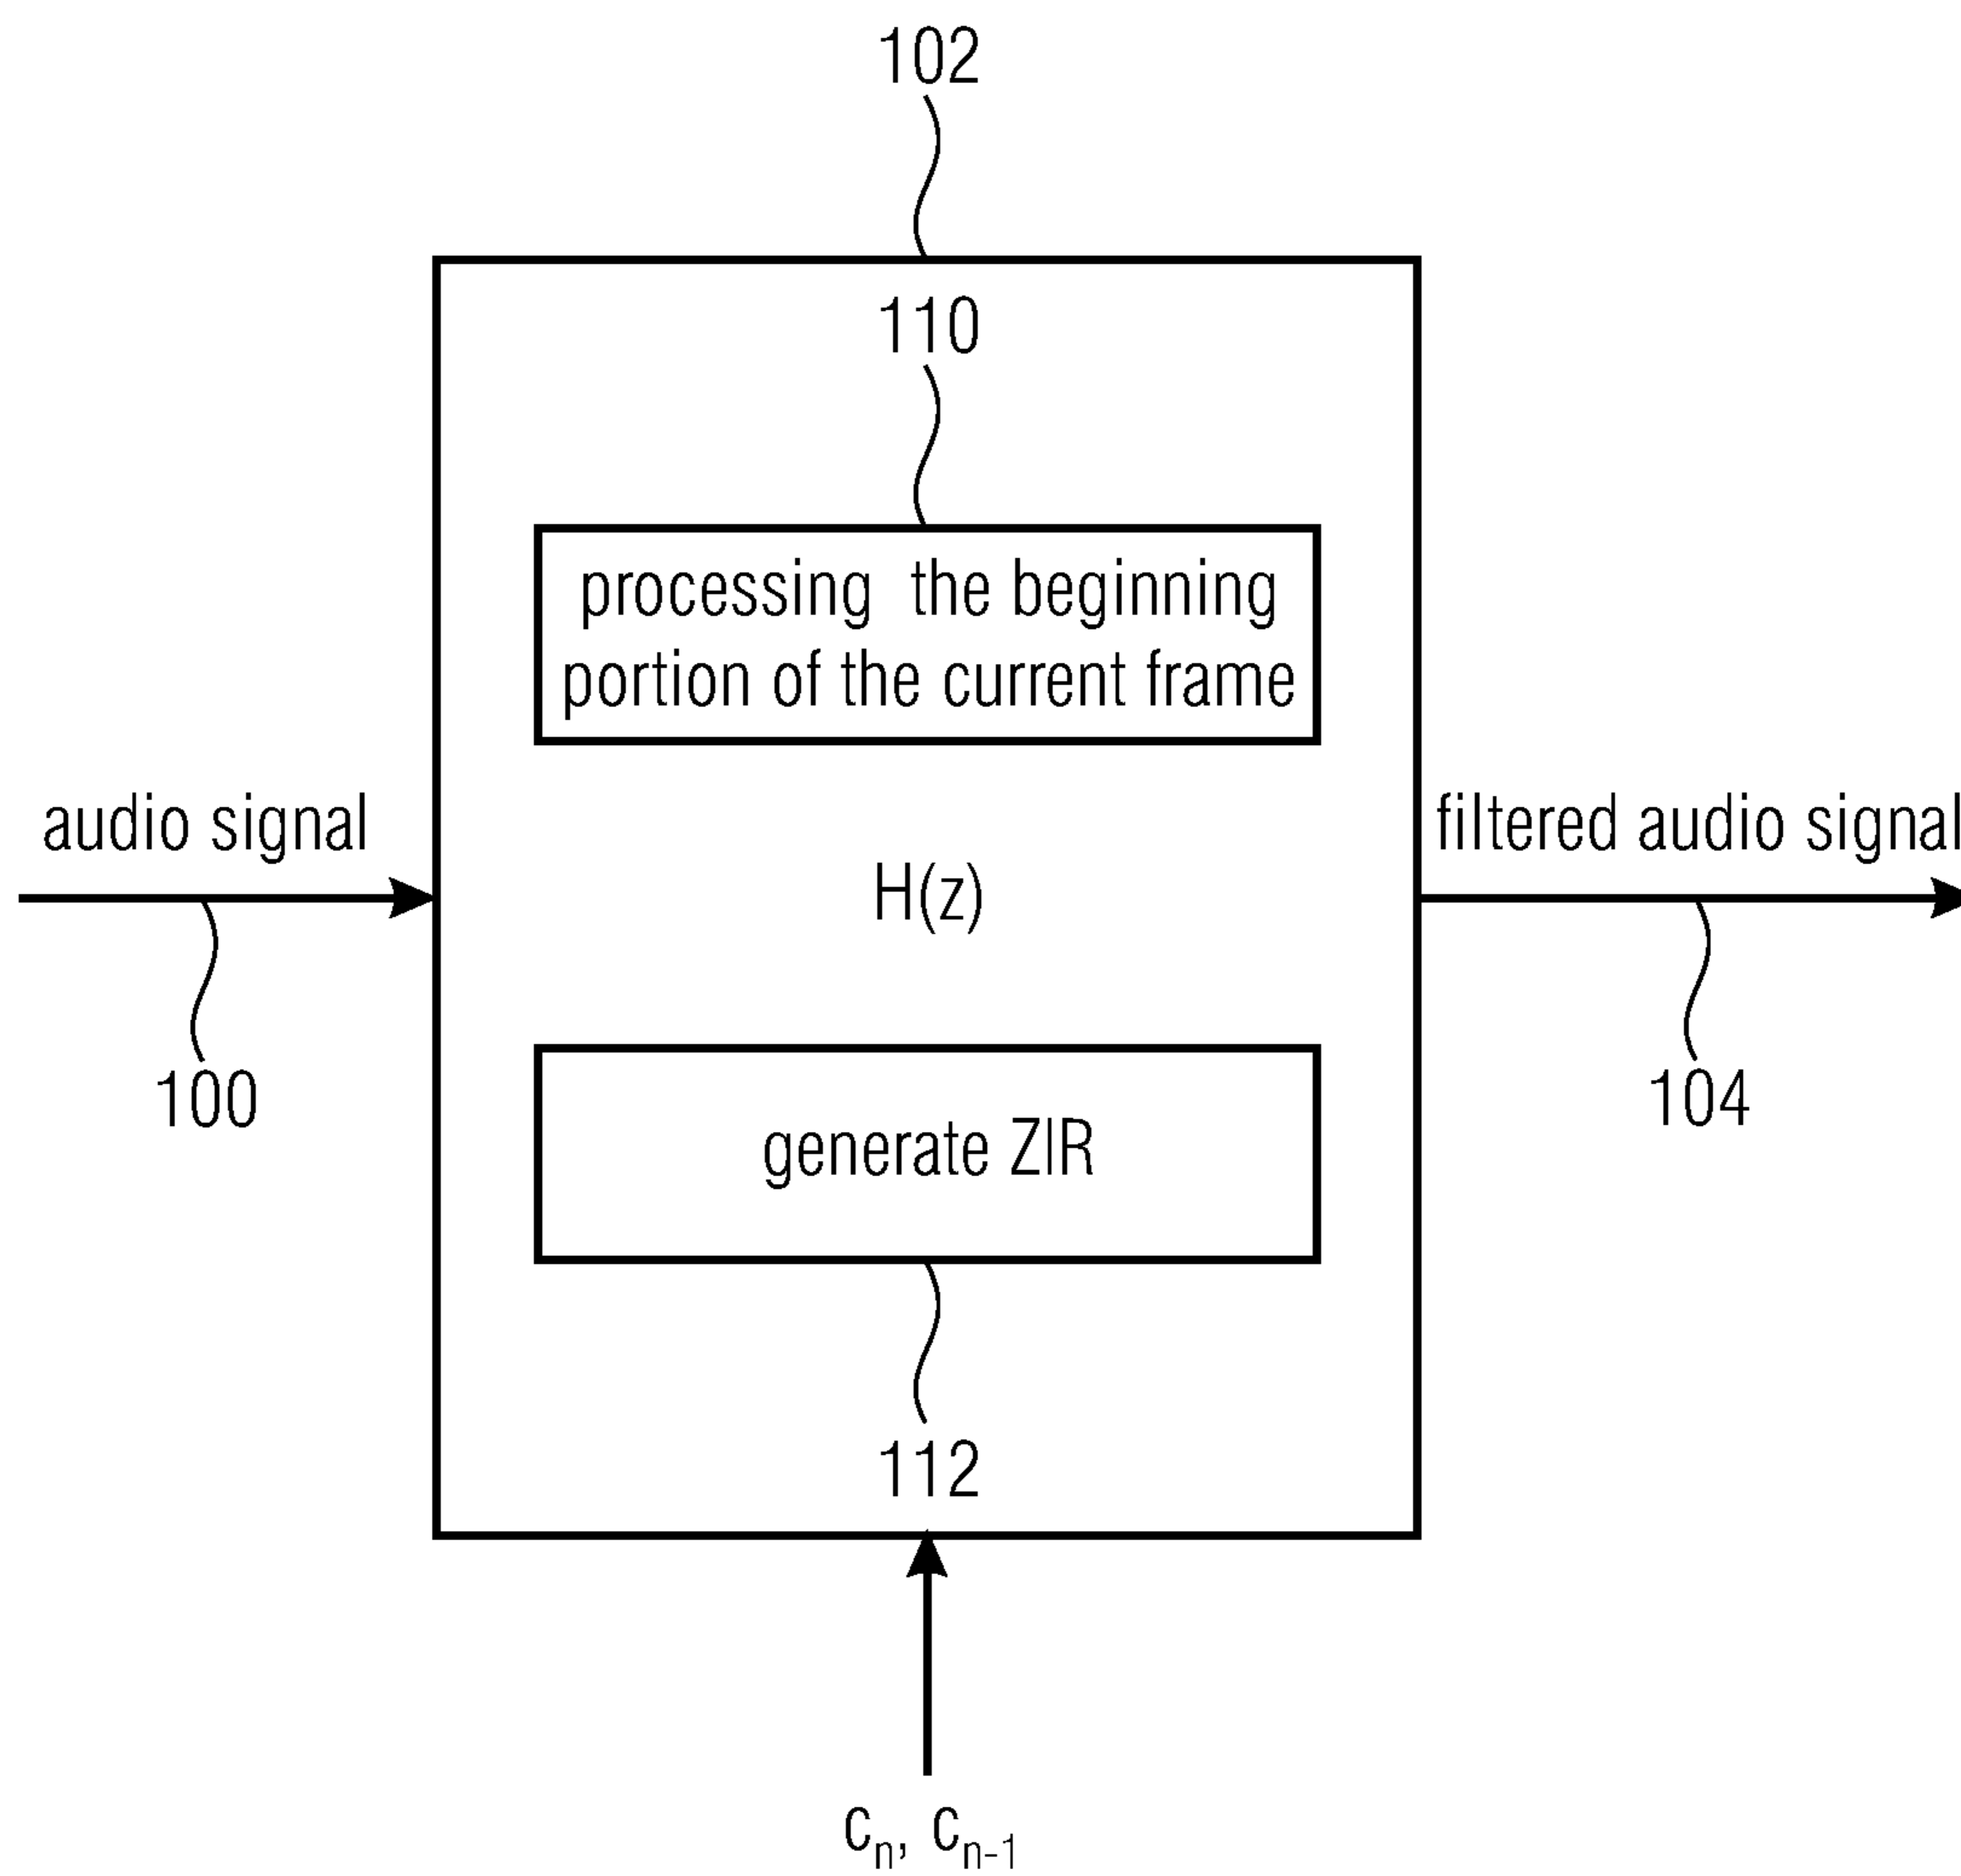 102
110
processing the beginning
portion of the current frame
audio signal
filtered audio signal
H(z)
100
104
generate ZIR
112
cₙ, cₙ₋₁